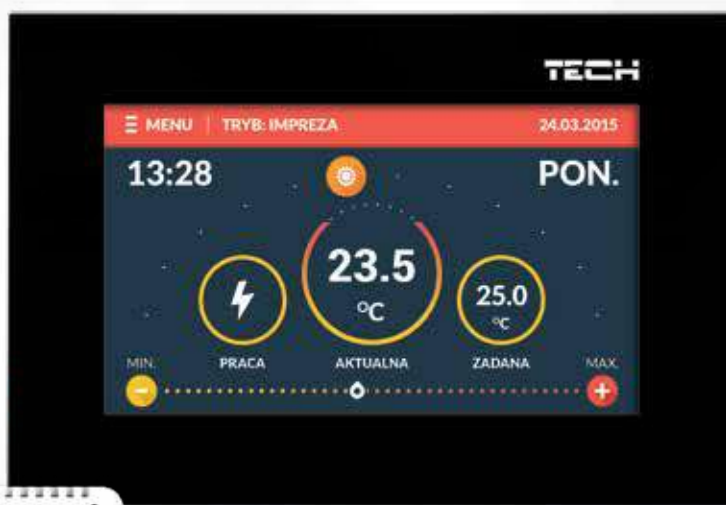 TECH
MENU | TRYB: IMPREZA 24.03.2015
13:28 PON.
23.5
°C
25.0
°C
PRACA AKTUALNA ZADANA
MIN. MAX.